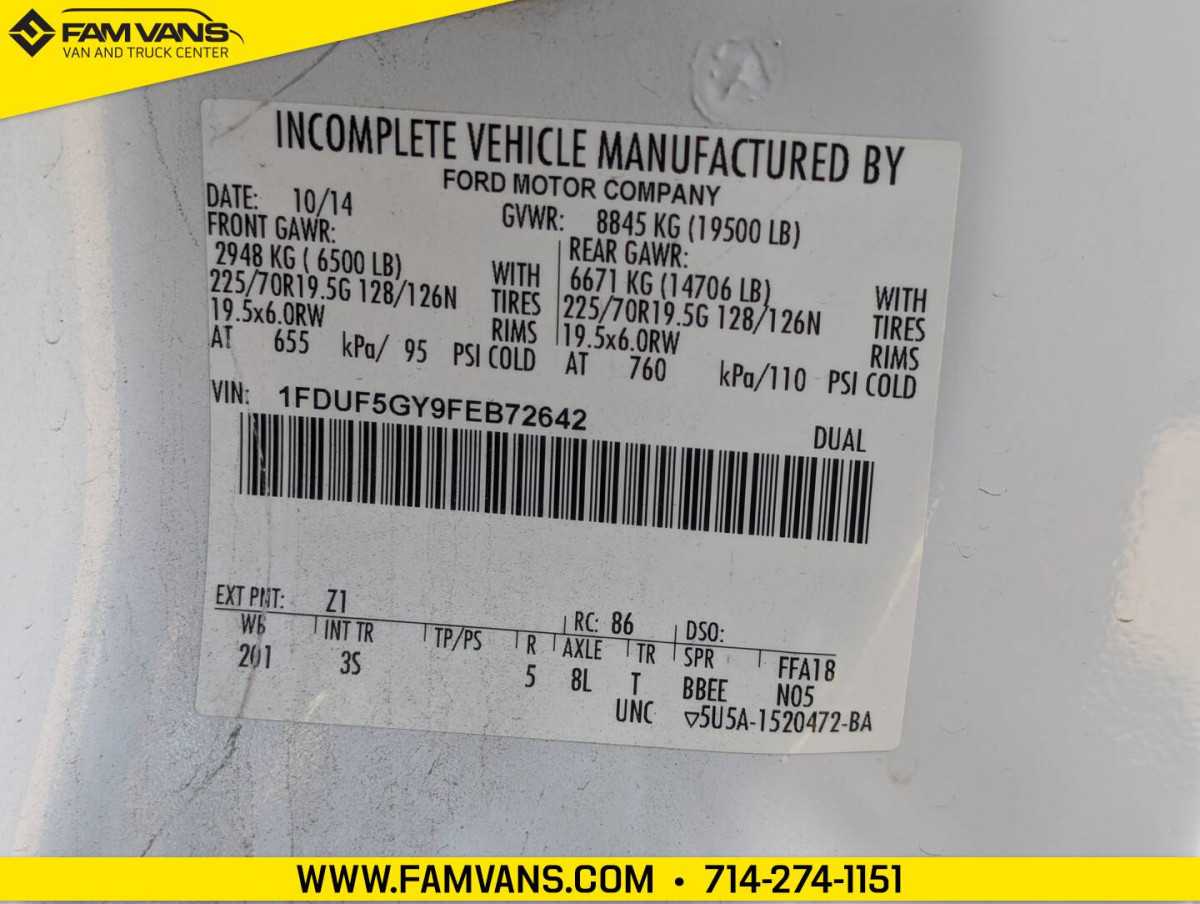 FAM VANS
VAN AND TRUCK CENTER
INCOMPLETE VEHICLE MANUFACTURED BY
FORD MOTOR COMPANY
DATE: 10/14 GVWR: 8845 KG (19500 LB)
FRONT GAWR: REAR GAWR:
2948 KG ( 6500 LB) WITH 6671 KG (14706 LB) WITH
225/70R19.5G 128/126N TIRES 225/70R19.5G 128/126N TIRES
19.5x6.0RW RIMS 19.5x6.0RW RIMS
AT 655 kPa/ 95 PSI COLD AT 760 kPa/110 PSI COLD
VIN: 1FDUF5GY9FEB72642
DUAL
EXT PNT: Z1 RC: 86 DSO:
WB INT TR TP/PS R AXLE TR SPR FFA18
201 3S 5 8L T BBEE N05
UNC ▽5U5A-1520472-BA
WWW.FAMVANS.COM • 714-274-1151